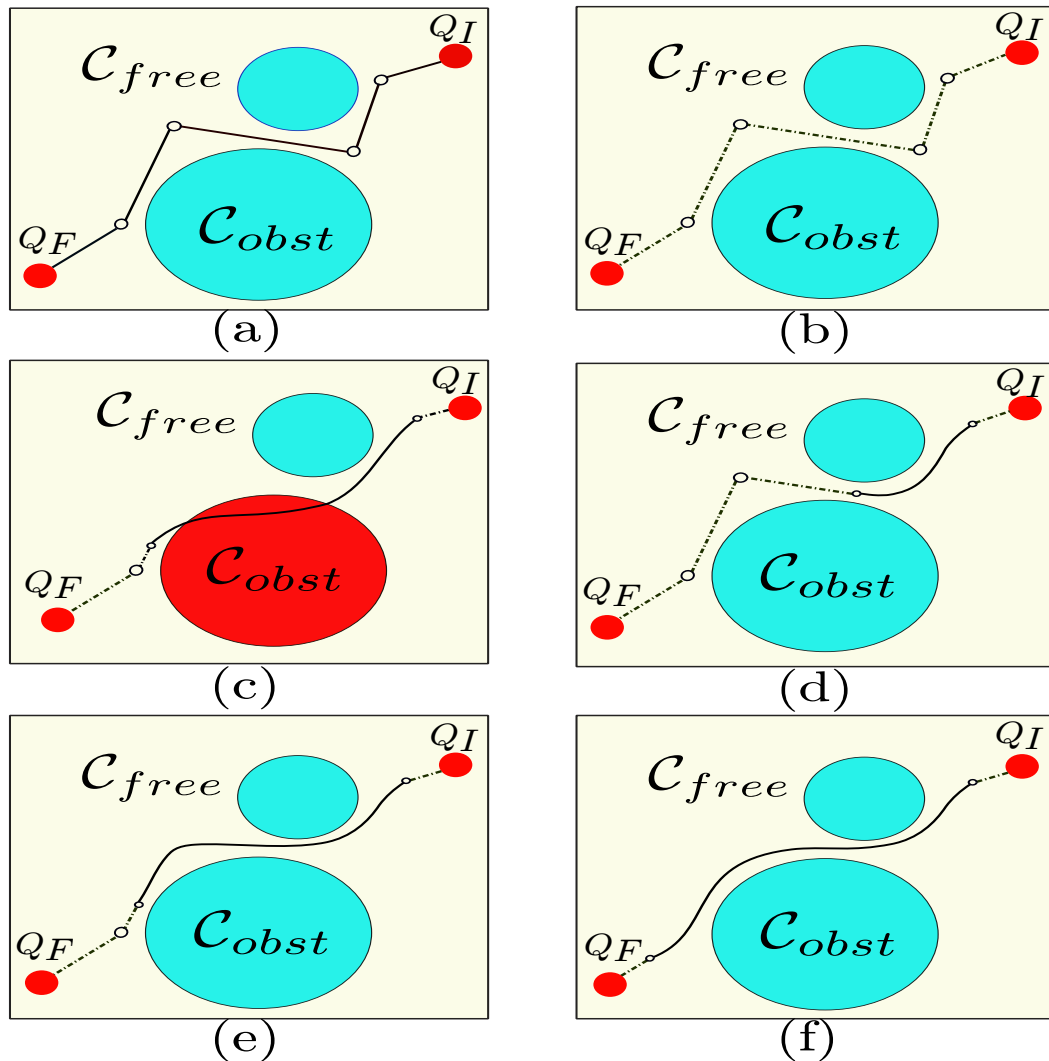 Q_I Q_I
C_free C_free
C_obst C_obst
Q_F Q_F
(a) (b)
Q_I Q_I
C_free C_free
C_obst C_obst
Q_F Q_F
(c) (d)
Q_I Q_I
C_free C_free
C_obst C_obst
Q_F Q_F
(e) (f)